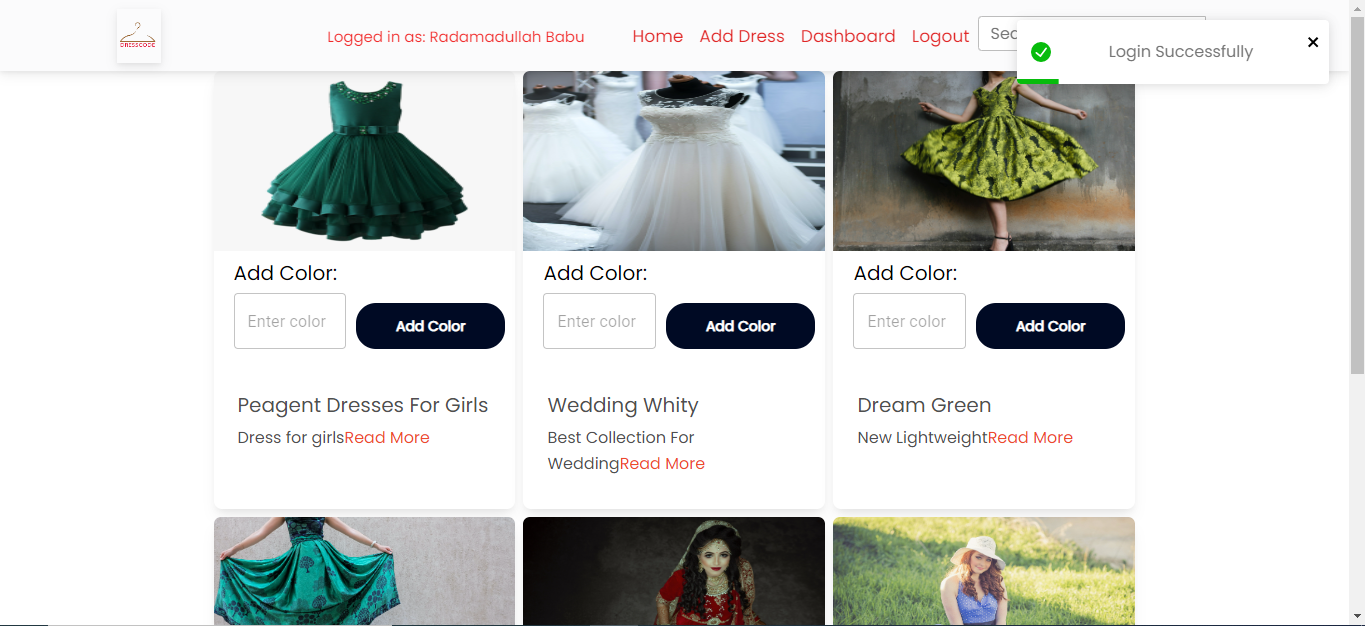 DRESSCODE
Logged in as: Radamadullah Babu
Home Add Dress Dashboard Logout
Login Successfully
Add Color: Add Color: Add Color:
Enter color Add Color Enter color Add Color Enter color Add Color
Peagent Dresses For Girls Wedding Whity Dream Green
Dress for girlsRead More Best Collection For New LightweightRead More
WeddingRead More